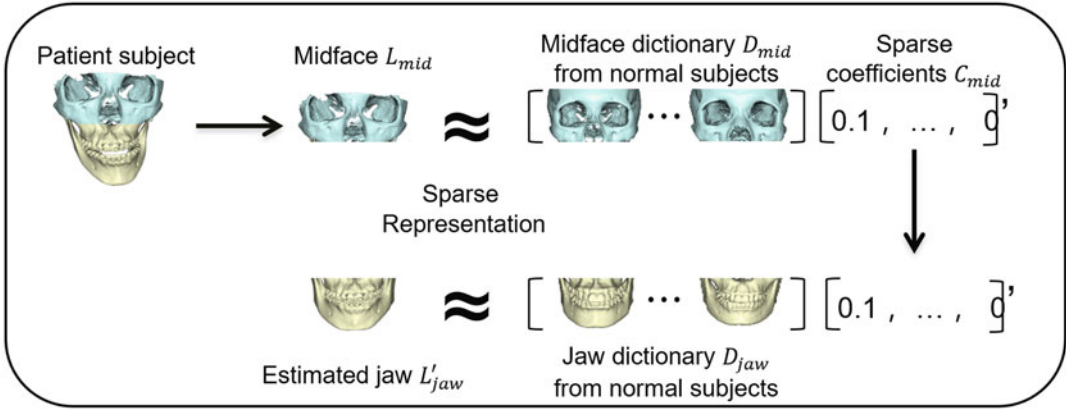 Patient subject
Midface L_mid
Midface dictionary D_mid
from normal subjects
Sparse
coefficients C_mid
≈ [ ... ] [0.1 , ... , 0]'
Sparse
Representation
≈ [ ... ] [0.1 , ... , 0]'
Estimated jaw L'_jaw
Jaw dictionary D_jaw
from normal subjects